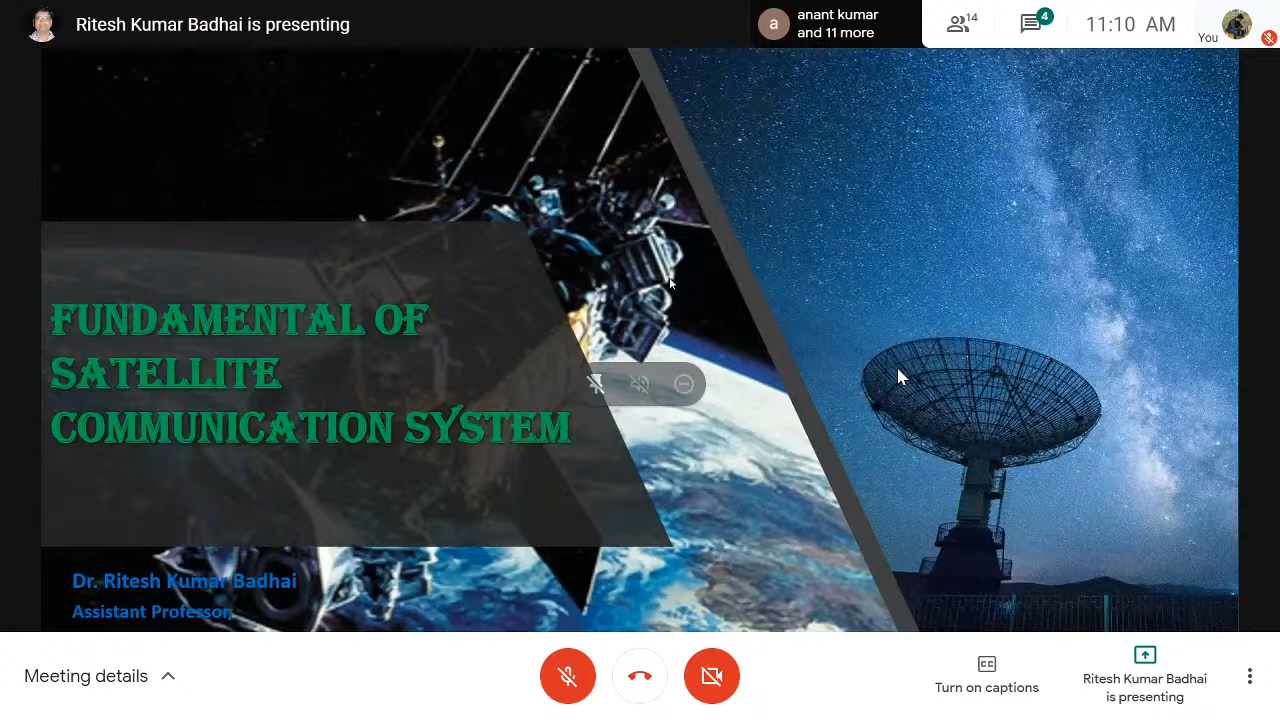 Ritesh Kumar Badhai is presenting
a
anant kumar
and 11 more
14
4
11:10 AM
You
FUNDAMENTAL OF
SATELLITE
COMMUNICATION SYSTEM
Dr. Ritesh Kumar Badhai
Assistant Professor,
Meeting details
CC
Turn on captions
Ritesh Kumar Badhai
is presenting